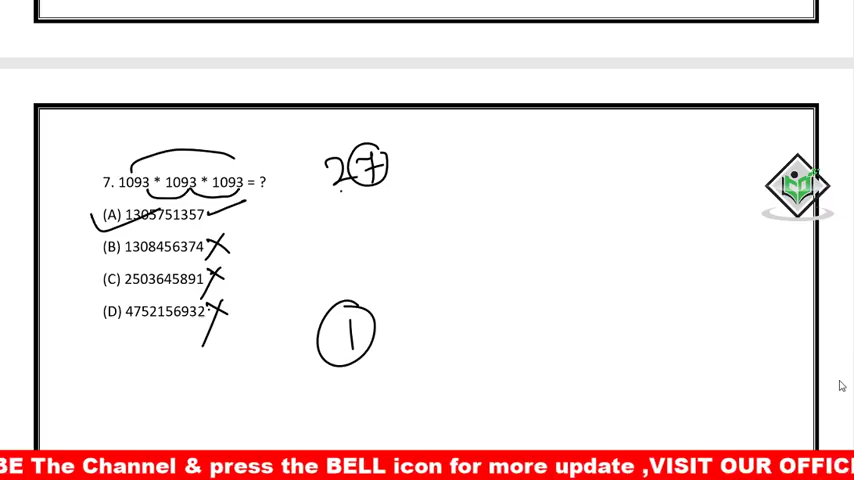 27
7. 1093 * 1093 * 1093 = ?
(A) 1305751357
(B) 1308456374
(C) 2503645891
(D) 4752156932
1
BE The Channel & press the BELL icon for more update ,VISIT OUR OFFIC